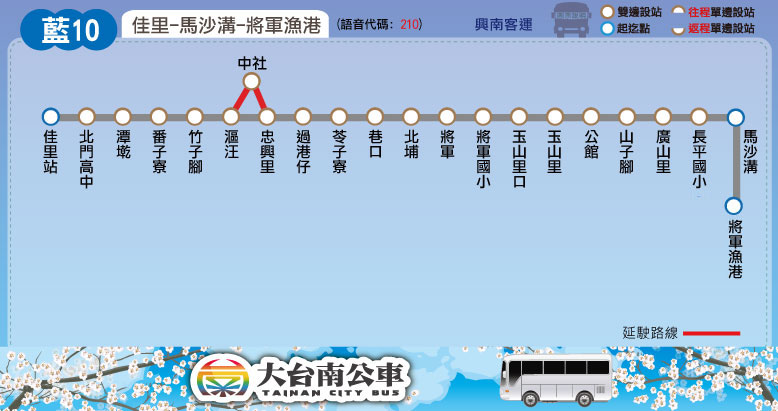 藍10
佳里-馬沙溝-將軍漁港
(語音代碼：210)
興南客運
雙邊設站
往程單邊設站
起迄點
返程單邊設站
中社
佳里站
北門高中
潭墘
番子寮
竹子腳
漚汪
忠興里
過港仔
苓子寮
巷口
北埔
將軍
將軍國小
玉山里口
玉山里
公館
山子腳
廣山里
長平國小
馬沙溝
將軍漁港
延駛路線
大台南公車
TAINAN CITY BUS